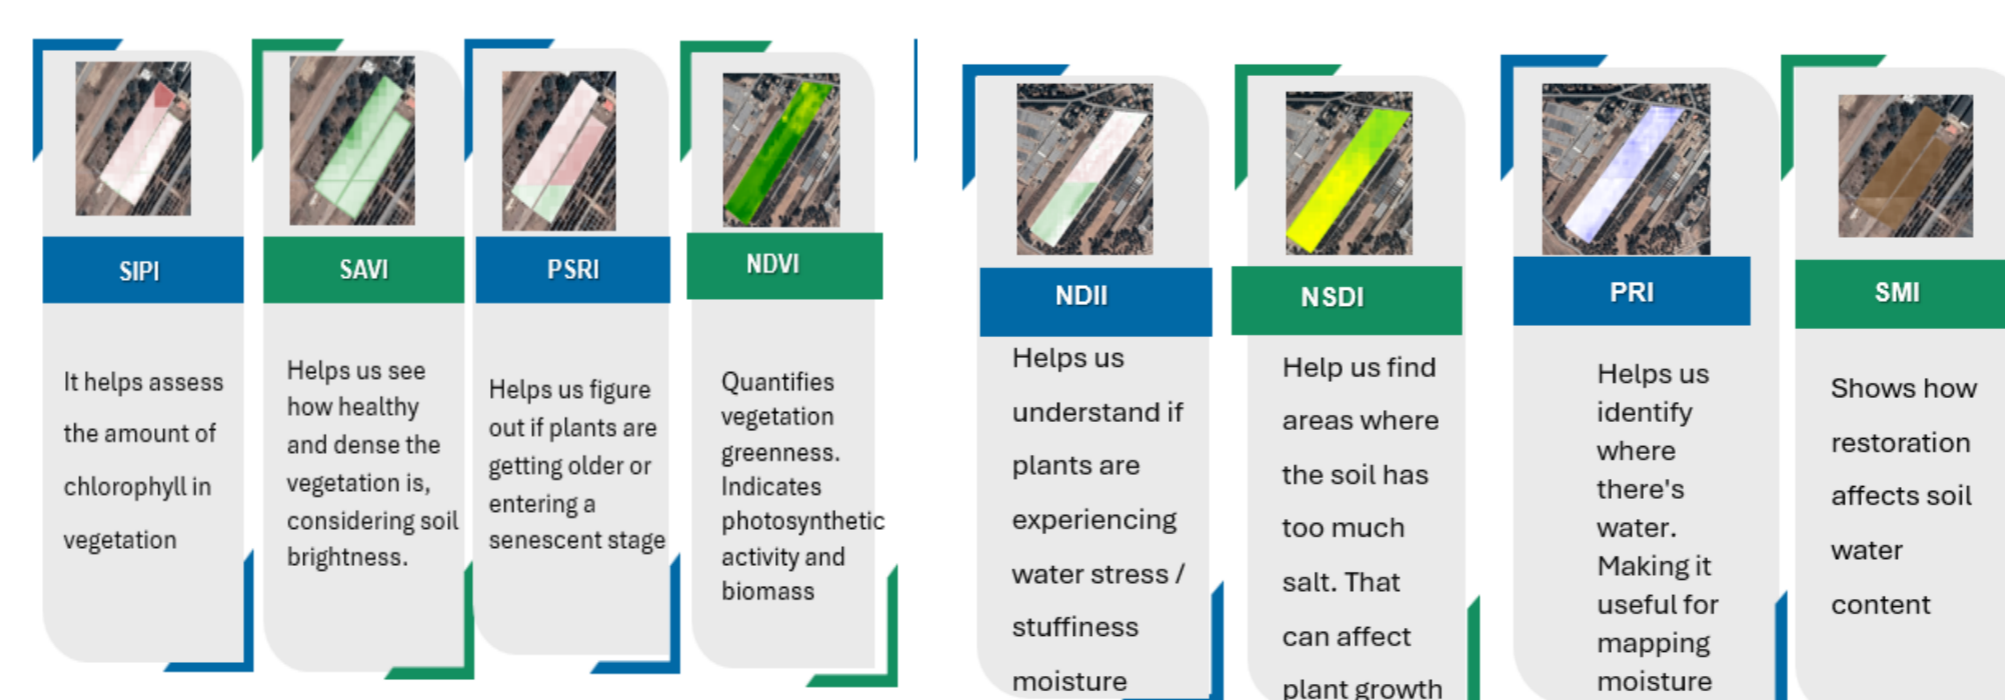 SIPI
It helps assess
the amount of
chlorophyll in
vegetation
SAVI
Helps us see
how healthy
and dense the
vegetation is,
considering soil
brightness.
PSRI
Helps us figure
out if plants are
getting older or
entering a
senescent stage
NDVI
Quantifies
vegetation
greenness.
Indicates
photosynthetic
activity and
biomass
NDII
Helps us
understand if
plants are
experiencing
water stress /
stuffiness
moisture
NSDI
Help us find
areas where
the soil has
too much
salt. That
can affect
plant growth
PRI
Helps us
identify
where
there's
water.
Making it
useful for
mapping
moisture
SMI
Shows how
restoration
affects soil
water
content